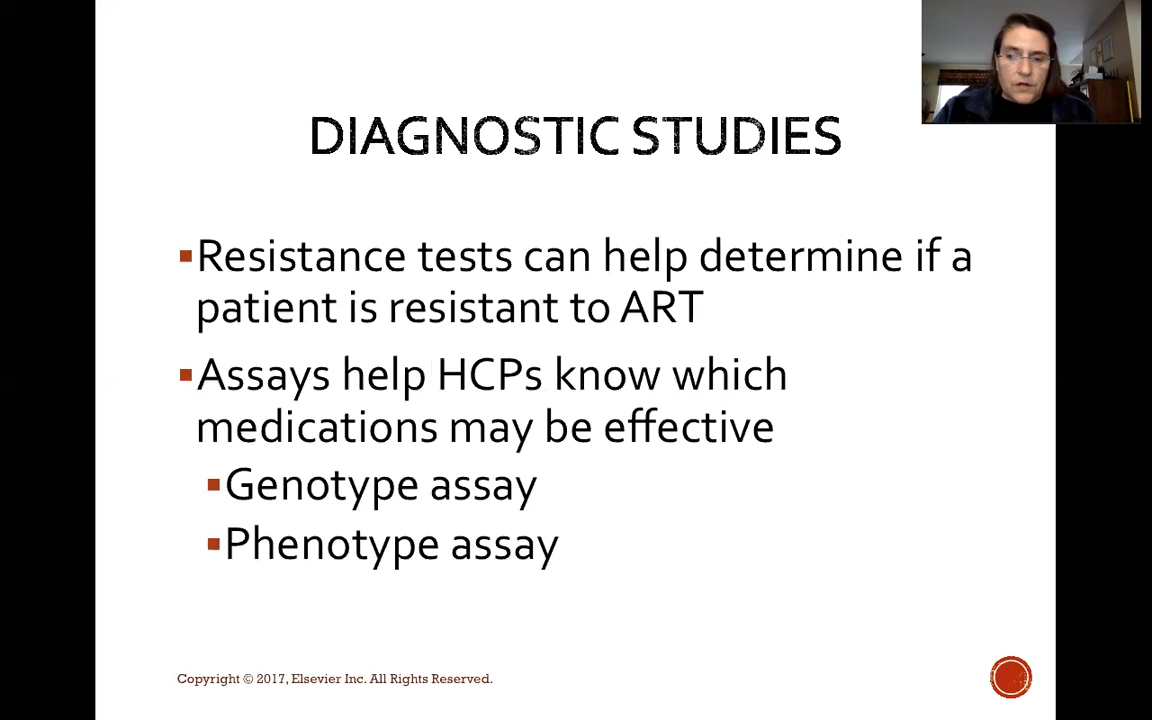 DIAGNOSTIC STUDIES
▪Resistance tests can help determine if a
patient is resistant to ART
▪Assays help HCPs know which
medications may be effective
▪Genotype assay
▪Phenotype assay
Copyright © 2017, Elsevier Inc. All Rights Reserved.